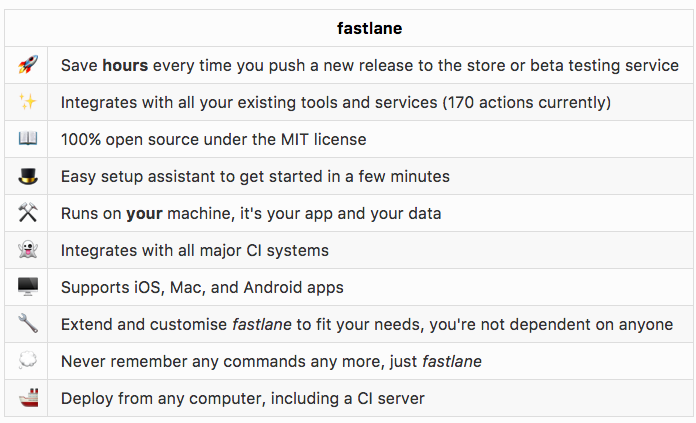 fastlane
Save hours every time you push a new release to the store or beta testing service
Integrates with all your existing tools and services (170 actions currently)
100% open source under the MIT license
Easy setup assistant to get started in a few minutes
Runs on your machine, it's your app and your data
Integrates with all major CI systems
Supports iOS, Mac, and Android apps
Extend and customise fastlane to fit your needs, you're not dependent on anyone
Never remember any commands any more, just fastlane
Deploy from any computer, including a CI server